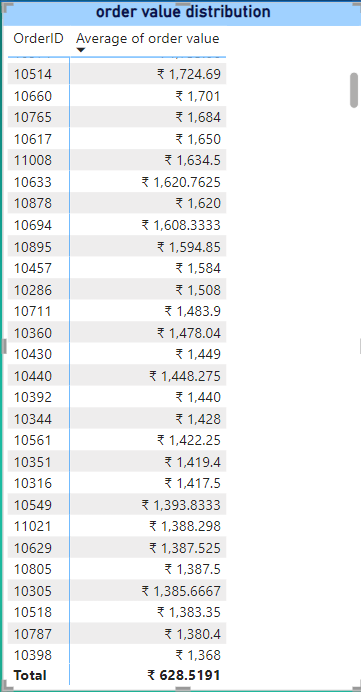 order value distribution
OrderID Average of order value
10514 ₹ 1,724.69
10660 ₹ 1,701
10765 ₹ 1,684
10617 ₹ 1,650
11008 ₹ 1,634.5
10633 ₹ 1,620.7625
10878 ₹ 1,620
10694 ₹ 1,608.3333
10895 ₹ 1,594.85
10457 ₹ 1,584
10286 ₹ 1,508
10711 ₹ 1,483.9
10360 ₹ 1,478.04
10430 ₹ 1,449
10440 ₹ 1,448.275
10392 ₹ 1,440
10344 ₹ 1,428
10561 ₹ 1,422.25
10351 ₹ 1,419.4
10316 ₹ 1,417.5
10549 ₹ 1,393.8333
11021 ₹ 1,388.298
10629 ₹ 1,387.525
10805 ₹ 1,387.5
10305 ₹ 1,385.6667
10518 ₹ 1,383.35
10787 ₹ 1,380.4
10398 ₹ 1,368
Total ₹ 628.5191